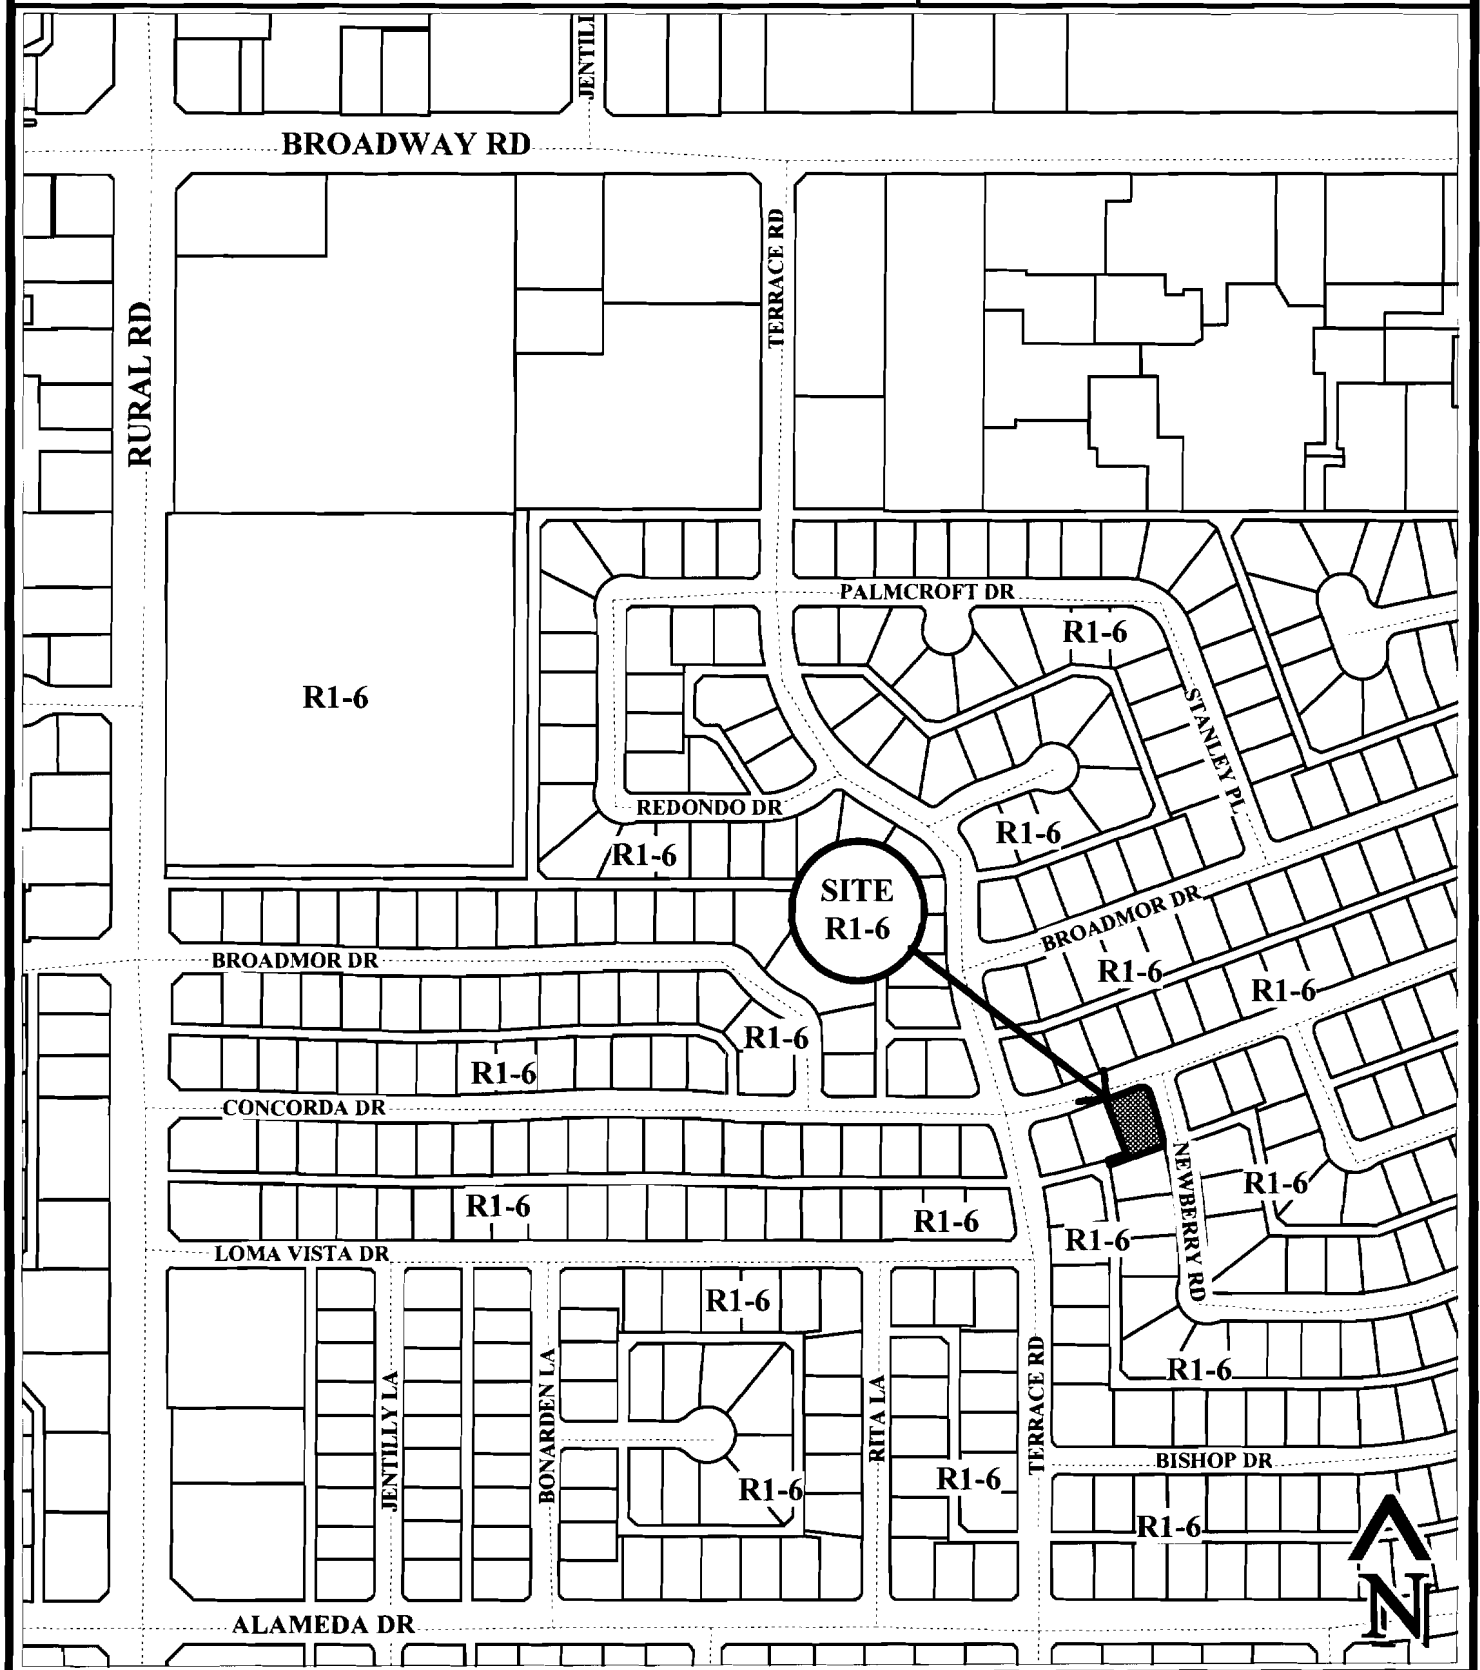 JENTILL
BROADWAY RD
TERRACE RD
RURAL RD
PALMCROFT DR
R1-6
R1-6
STANLEY PL
REDONDO DR
R1-6
R1-6
SITE
R1-6
BROADMOR DR
BROADMOR DR
R1-6
R1-6
R1-6
R1-6
CONCORDA DR
NEWBERRY RD
R1-6
R1-6
R1-6
R1-6
LOMA VISTA DR
R1-6
R1-6
JENTILLY LA
BONARDEN LA
RITA LA
TERRACE RD
BISHOP DR
R1-6
R1-6
R1-6
N
ALAMEDA DR